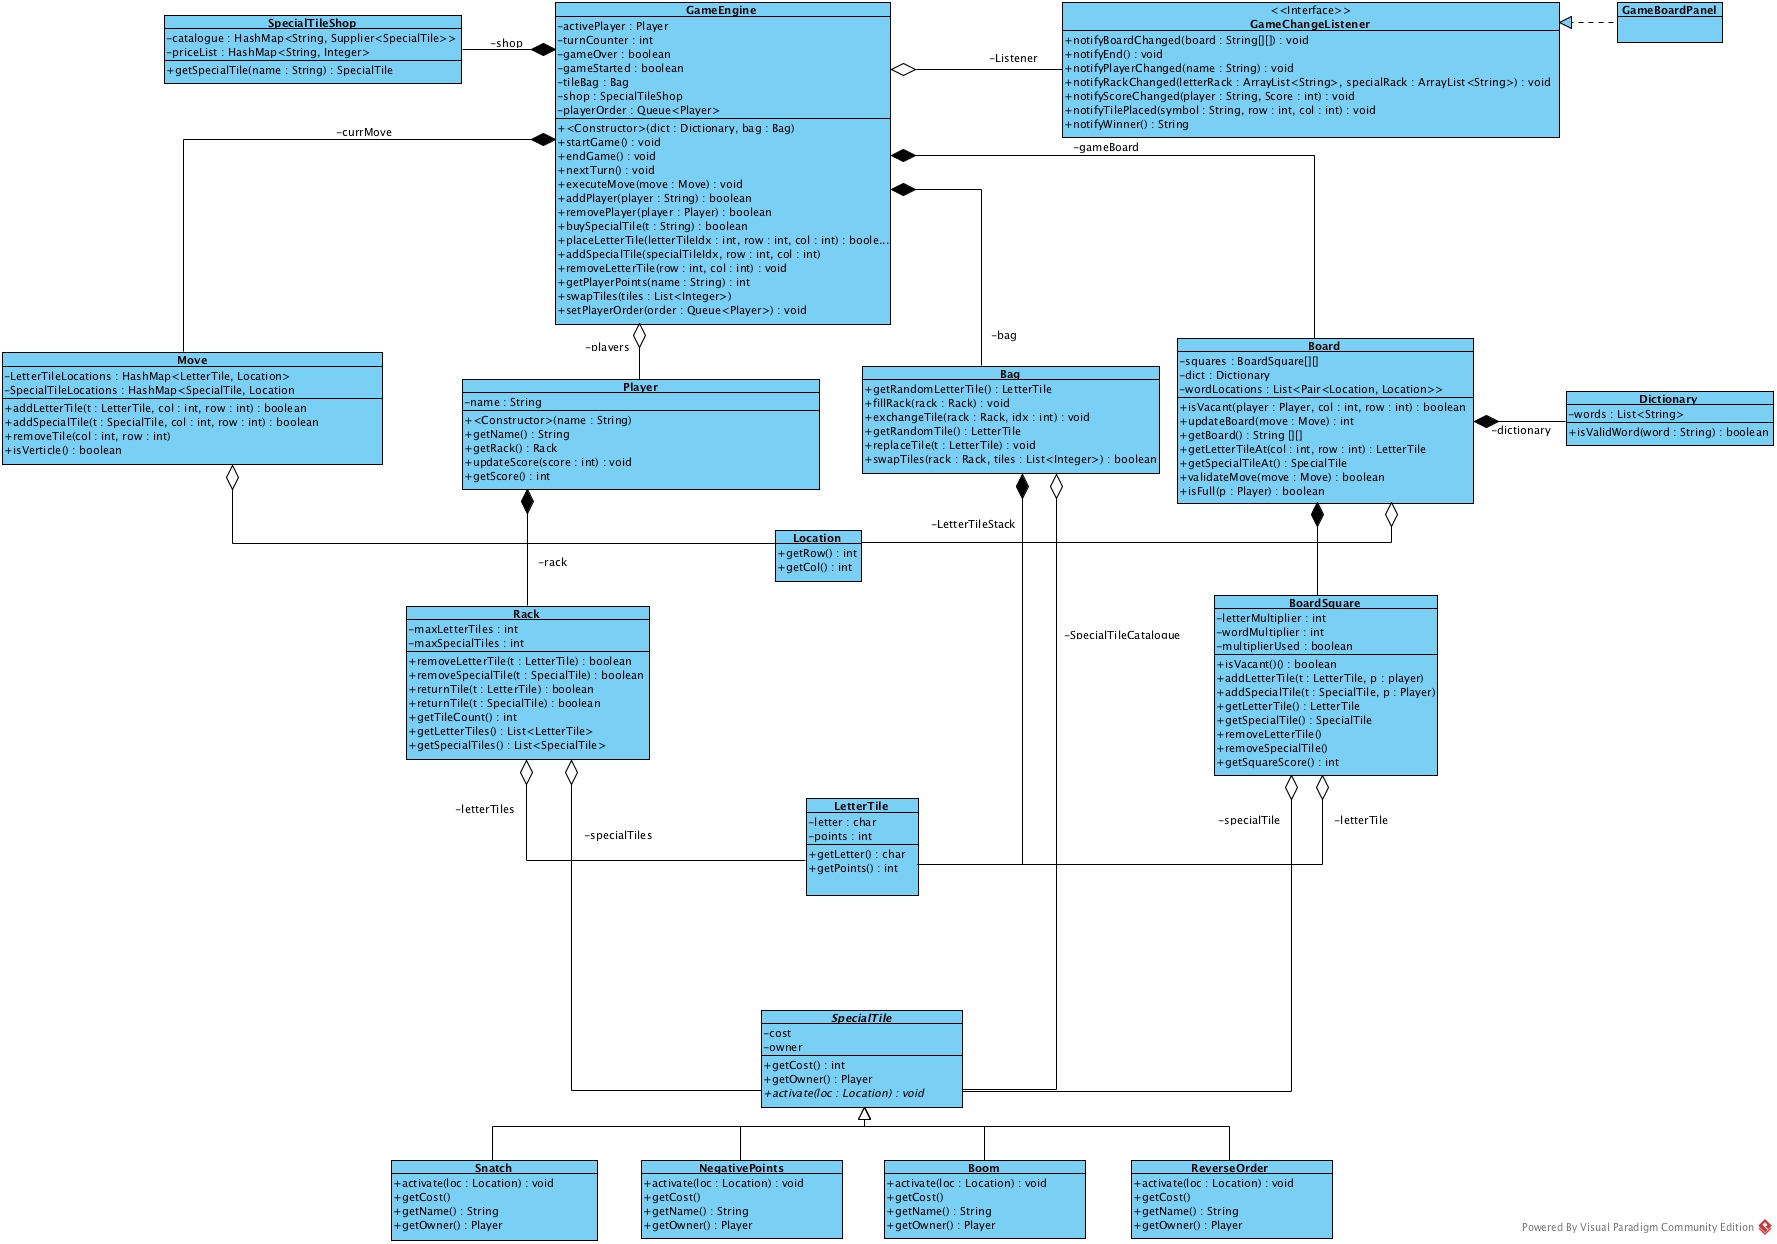 SpecialTileShop
-catalogue : HashMap<String, Supplier<SpecialTile>>
-priceList : HashMap<String, Integer>
+getSpecialTile(name : String) : SpecialTile
-shop
GameEngine
-activePlayer : Player
-turnCounter : int
-gameOver : boolean
-gameStarted : boolean
-tileBag : Bag
-shop : SpecialTileShop
-playerOrder : Queue<Player>
+<Constructor>(dict : Dictionary, bag : Bag)
+startGame() : void
+endGame() : void
+nextTurn() : void
+executeMove(move : Move) : void
+addPlayer(player : String) : boolean
+removePlayer(player : Player) : boolean
+buySpecialTile(t : String) : boolean
+placeLetterTile(letterTileIdx : int, row : int, col : int) : boole...
+addSpecialTile(specialTileIdx, row : int, col : int)
+removeLetterTile(row : int, col : int) : void
+getPlayerPoints(name : String) : int
+swapTiles(tiles : List<Integer>)
+setPlayerOrder(order : Queue<Player>) : void
-Listener
<<Interface>>
GameChangeListener
+notifyBoardChanged(board : String[][]) : void
+notifyEnd() : void
+notifyPlayerChanged(name : String) : void
+notifyRackChanged(letterRack : ArrayList<String>, specialRack : ArrayList<String>) : void
+notifyScoreChanged(player : String, Score : int) : void
+notifyTilePlaced(symbol : String, row : int, col : int) : void
+notifyWinner() : String
GameBoardPanel
-currMove
-gameBoard
-players
-bag
Move
-LetterTileLocations : HashMap<LetterTile, Location>
-SpecialTileLocations : HashMap<SpecialTile, Location
+addLetterTile(t : LetterTile, col : int, row : int) : boolean
+addSpecialTile(t : SpecialTile, col : int, row : int) : boolean
+removeTile(col : int, row : int)
+isVerticle() : boolean
Player
-name : String
+<Constructor>(name : String)
+getName() : String
+getRack() : Rack
+updateScore(score : int) : void
+getScore() : int
Bag
+getRandomLetterTile() : LetterTile
+fillRack(rack : Rack) : void
+exchangeTile(rack : Rack, idx : int) : void
+getRandomTile() : LetterTile
+replaceTile(t : LetterTile) : void
+swapTiles(rack : Rack, tiles : List<Integer>) : boolean
Board
-squares : BoardSquare[][]
-dict : Dictionary
-wordLocations : List<Pair<Location, Location>>
+isVacant(player : Player, col : int, row : int) : boolean
+updateBoard(move : Move) : int
+getBoard() : String [][]
+getLetterTileAt(col : int, row : int) : LetterTile
+getSpecialTileAt() : SpecialTile
+validateMove(move : Move) : boolean
+isFull(p : Player) : boolean
-dictionary
Dictionary
-words : List<String>
+isValidWord(word : String) : boolean
-LetterTileStack
Location
+getRow() : int
+getCol() : int
-rack
Rack
-maxLetterTiles : int
-maxSpecialTiles : int
+removeLetterTile(t : LetterTile) : boolean
+removeSpecialTile(t : SpecialTile) : boolean
+returnTile(t : LetterTile) : boolean
+returnTile(t : SpecialTile) : boolean
+getTileCount() : int
+getLetterTiles() : List<LetterTile>
+getSpecialTiles() : List<SpecialTile>
-SpecialTileCatalogue
BoardSquare
-letterMultiplier : int
-wordMultiplier : int
-multiplierUsed : boolean
+isVacant()() : boolean
+addLetterTile(t : LetterTile, p : player)
+addSpecialTile(t : SpecialTile, p : Player)
+getLetterTile() : LetterTile
+getSpecialTile() : SpecialTile
+removeLetterTile()
+removeSpecialTile()
+getSquareScore() : int
-letterTiles
-specialTiles
LetterTile
-letter : char
-points : int
+getLetter() : char
+getPoints() : int
-specialTile
-letterTile
SpecialTile
-cost
-owner
+getCost() : int
+getOwner() : Player
+activate(loc : Location) : void
Snatch
+activate(loc : Location) : void
+getCost()
+getName() : String
+getOwner() : Player
NegativePoints
+activate(loc : Location) : void
+getCost()
+getName() : String
+getOwner() : Player
Boom
+activate(loc : Location) : void
+getCost()
+getName() : String
+getOwner() : Player
ReverseOrder
+activate(loc : Location) : void
+getCost()
+getName() : String
+getOwner() : Player
Powered By Visual Paradigm Community Edition